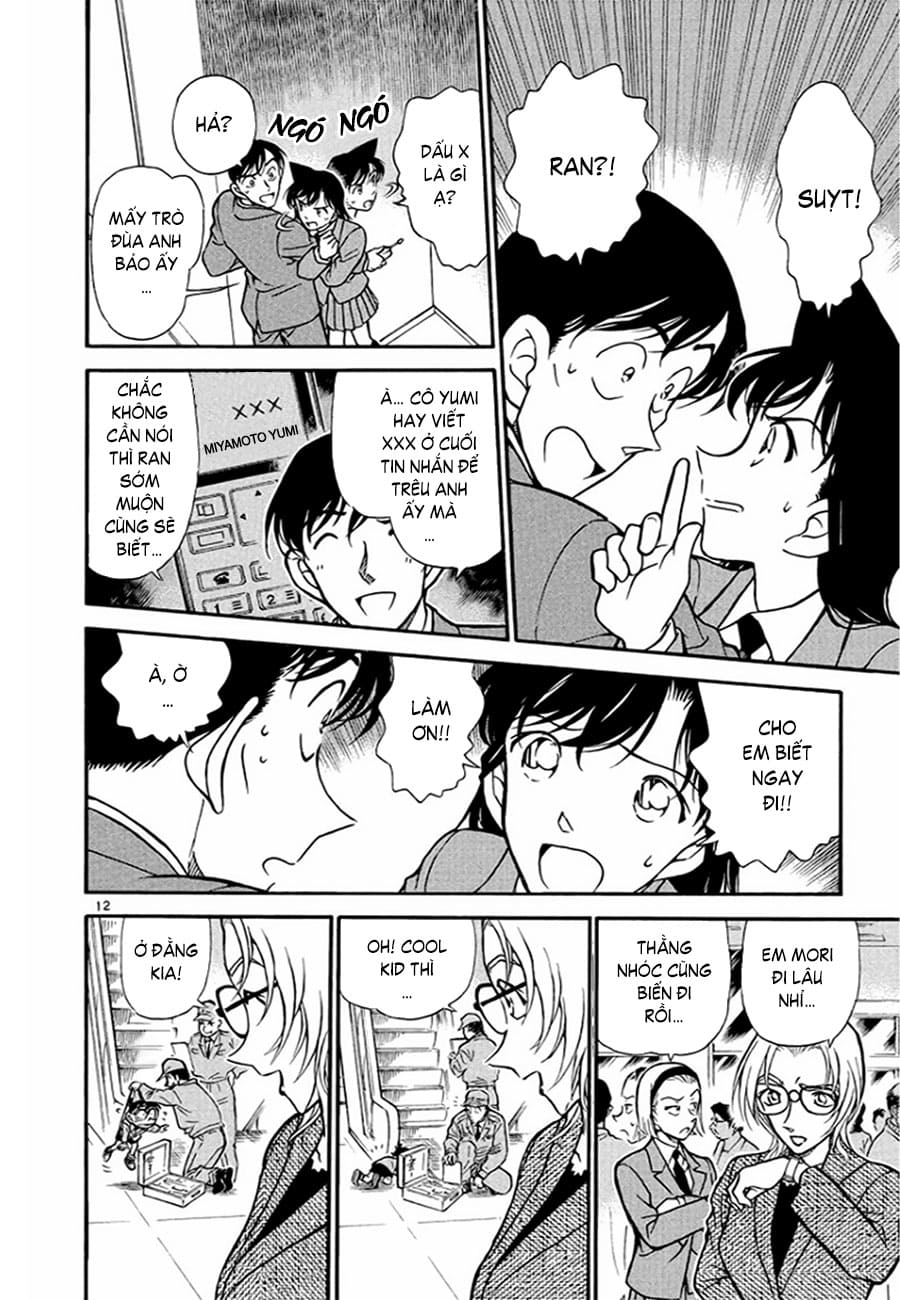 SUỴT!
RAN?!
DẤU X
LÀ GÌ
Ạ?
NGÓ NGÓ
HẢ?
MẤY TRÒ
ĐÙA ANH
BẢO ẤY
...
À... CÔ YUMI
HAY VIẾT
XXX Ở CUỐI
TIN NHẮN ĐỂ
TRÊU ANH
ẤY MÀ
...
XXX
MIYAMOTO YUMI
1
2
CHẮC
KHÔNG
CẦN NÓI
THÌ RAN
SỚM
MUỘN
CŨNG SẼ
BIẾT...
CHO
EM BIẾT
NGAY
ĐI!!
LÀM
ƠN!!
À, Ờ
...
12
EM MORI
ĐI LÂU
NHỈ...
THẰNG
NHÓC CŨNG
BIẾN ĐI
RỒI...
OH! COOL
KID THÌ
...
Ở ĐẰNG
KIA!